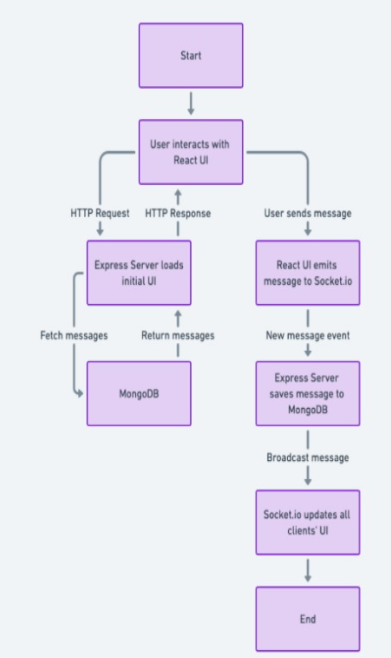 Start
User interacts with
React UI
HTTP Request
HTTP Response
User sends message
Express Server loads
initial UI
React UI emits
message to Socket.io
Fetch messages
Return messages
New message event
MongoDB
Express Server
saves message to
MongoDB
Broadcast message
Socket.io updates all
clients' UI
End